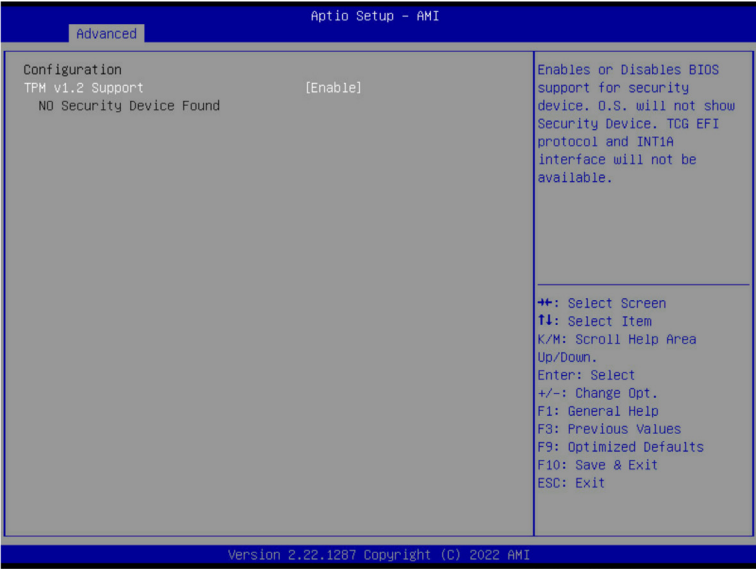 Aptio Setup – AMI
Advanced
Configuration
TPM v1.2 Support [Enable]
NO Security Device Found
Enables or Disables BIOS
support for security
device. O.S. will not show
Security Device. TCG EFI
protocol and INT1A
interface will not be
available.
→←: Select Screen
↑↓: Select Item
K/M: Scroll Help Area
Up/Down.
Enter: Select
+/-: Change Opt.
F1: General Help
F3: Previous Values
F9: Optimized Defaults
F10: Save & Exit
ESC: Exit
Version 2.22.1287 Copyright (C) 2022 AMI